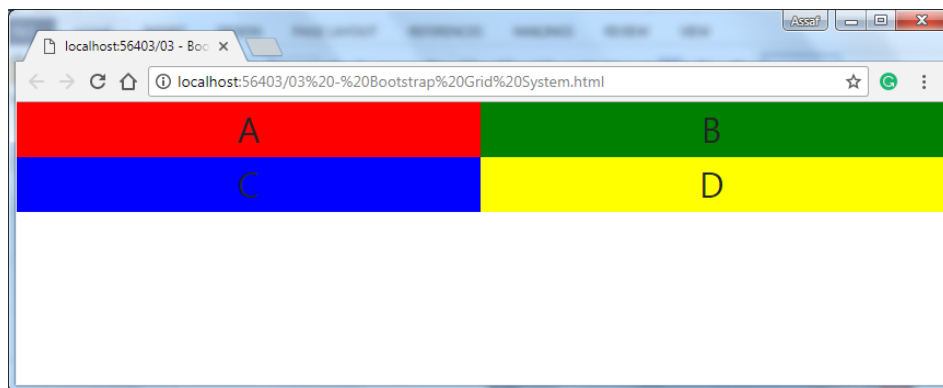 Assaf
localhost:56403/03 - Boo
localhost:56403/03%20-%20Bootstrap%20Grid%20System.html
A B
C D